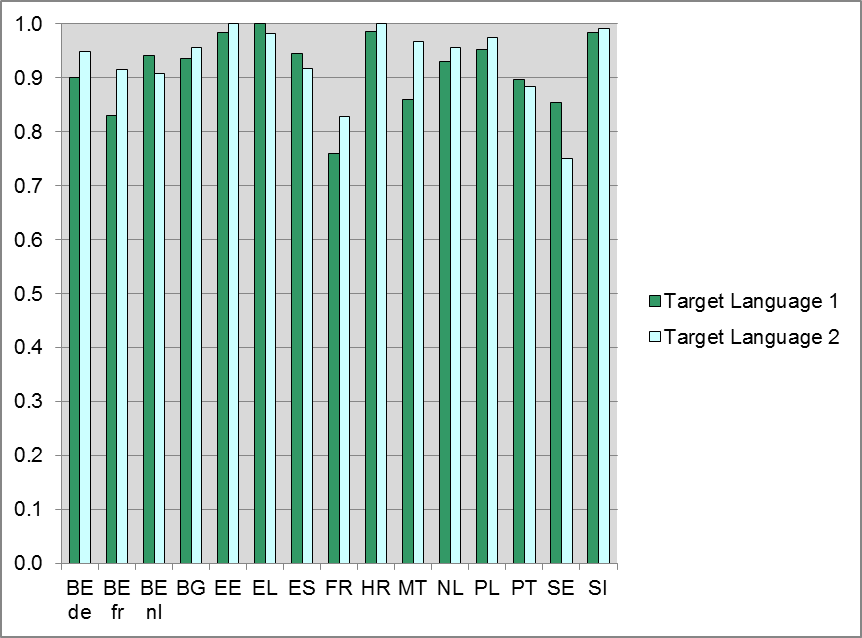 1.0
0.9
0.8
0.7
0.6
0.5
0.4
0.3
0.2
0.1
0.0
BE BE BE BG EE EL ES FR HR MT NL PL PT SE SI
de fr nl
Target Language 1
Target Language 2